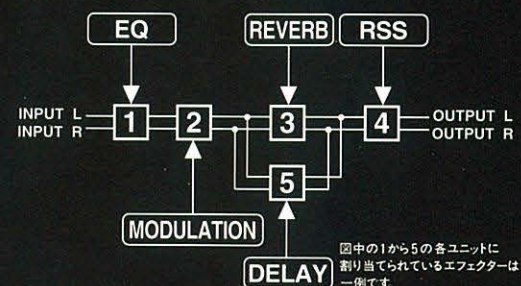 EQ
REVERB
RSS
INPUT L
INPUT R
1
2
3
4
5
OUTPUT L
OUTPUT R
MODULATION
DELAY
図中の1から5の各ユニットに
割り当てられているエフェクターは
一例です